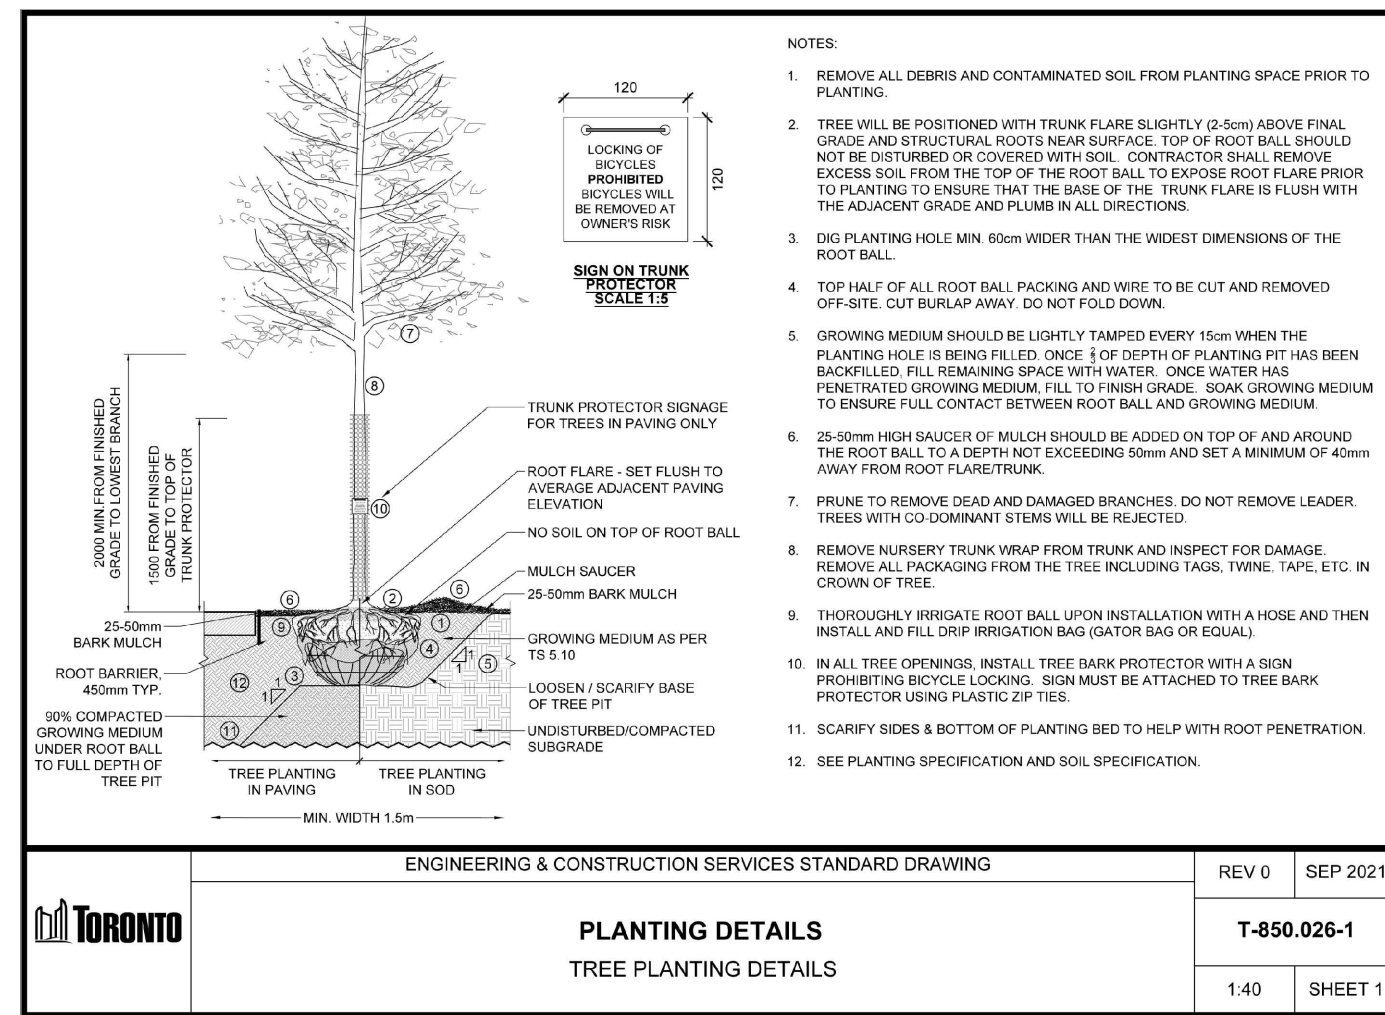 120
120
LOCKING OF
BICYCLES
PROHIBITED
BICYCLES WILL
BE REMOVED AT
OWNER'S RISK
SIGN ON TRUNK
PROTECTOR
SCALE 1:5
7
8
10
2000 MIN.FROM FINISHED
GRADE TO LOWEST BRANCH
1500 FROM FINISHED
GRADE TO TOP OF
TRUNK PROTECTOR
TRUNK PROTECTOR SIGNAGE
FOR TREES IN PAVING ONLY
ROOT FLARE - SET FLUSH TO
AVERAGE ADJACENT PAVING
ELEVATION
NO SOIL ON TOP OF ROOT BALL
MULCH SAUCER
25-50mm BARK MULCH
GROWING MEDIUM AS PER
TS 5.10
LOOSEN / SCARIFY BASE
OF TREE PIT
UNDISTURBED/COMPACTED
SUBGRADE
6
2
6
9
1
4
5
3
12
11
1
1
1
1
25-50mm
BARK MULCH
ROOT BARRIER,
450mm TYP.
90% COMPACTED
GROWING MEDIUM
UNDER ROOT BALL
TO FULL DEPTH OF
TREE PIT
TREE PLANTING
IN PAVING
TREE PLANTING
IN SOD
MIN. WIDTH 1.5m
NOTES:
1. REMOVE ALL DEBRIS AND CONTAMINATED SOIL FROM PLANTING SPACE PRIOR TO
PLANTING.
2. TREE WILL BE POSITIONED WITH TRUNK FLARE SLIGHTLY (2-5cm) ABOVE FINAL
GRADE AND STRUCTURAL ROOTS NEAR SURFACE. TOP OF ROOT BALL SHOULD
NOT BE DISTURBED OR COVERED WITH SOIL. CONTRACTOR SHALL REMOVE
EXCESS SOIL FROM THE TOP OF THE ROOT BALL TO EXPOSE ROOT FLARE PRIOR
TO PLANTING TO ENSURE THAT THE BASE OF THE TRUNK FLARE IS FLUSH WITH
THE ADJACENT GRADE AND PLUMB IN ALL DIRECTIONS.
3. DIG PLANTING HOLE MIN. 60cm WIDER THAN THE WIDEST DIMENSIONS OF THE
ROOT BALL.
4. TOP HALF OF ALL ROOT BALL PACKING AND WIRE TO BE CUT AND REMOVED
OFF-SITE. CUT BURLAP AWAY. DO NOT FOLD DOWN.
5. GROWING MEDIUM SHOULD BE LIGHTLY TAMPED EVERY 15cm WHEN THE
PLANTING HOLE IS BEING FILLED. ONCE 2/3 OF DEPTH OF PLANTING PIT HAS BEEN
BACKFILLED, FILL REMAINING SPACE WITH WATER. ONCE WATER HAS
PENETRATED GROWING MEDIUM, FILL TO FINISH GRADE. SOAK GROWING MEDIUM
TO ENSURE FULL CONTACT BETWEEN ROOT BALL AND GROWING MEDIUM.
6. 25-50mm HIGH SAUCER OF MULCH SHOULD BE ADDED ON TOP OF AND AROUND
THE ROOT BALL TO A DEPTH NOT EXCEEDING 50mm AND SET A MINIMUM OF 40mm
AWAY FROM ROOT FLARE/TRUNK.
7. PRUNE TO REMOVE DEAD AND DAMAGED BRANCHES. DO NOT REMOVE LEADER.
TREES WITH CO-DOMINANT STEMS WILL BE REJECTED.
8. REMOVE NURSERY TRUNK WRAP FROM TRUNK AND INSPECT FOR DAMAGE.
REMOVE ALL PACKAGING FROM THE TREE INCLUDING TAGS, TWINE, TAPE, ETC. IN
CROWN OF TREE.
9. THOROUGHLY IRRIGATE ROOT BALL UPON INSTALLATION WITH A HOSE AND THEN
INSTALL AND FILL DRIP IRRIGATION BAG (GATOR BAG OR EQUAL).
10. IN ALL TREE OPENINGS, INSTALL TREE BARK PROTECTOR WITH A SIGN
PROHIBITING BICYCLE LOCKING. SIGN MUST BE ATTACHED TO TREE BARK
PROTECTOR USING PLASTIC ZIP TIES.
11. SCARIFY SIDES & BOTTOM OF PLANTING BED TO HELP WITH ROOT PENETRATION.
12. SEE PLANTING SPECIFICATION AND SOIL SPECIFICATION.
TORONTO
ENGINEERING & CONSTRUCTION SERVICES STANDARD DRAWING
PLANTING DETAILS
TREE PLANTING DETAILS
REV 0
SEP 2021
T-850.026-1
1:40
SHEET 1